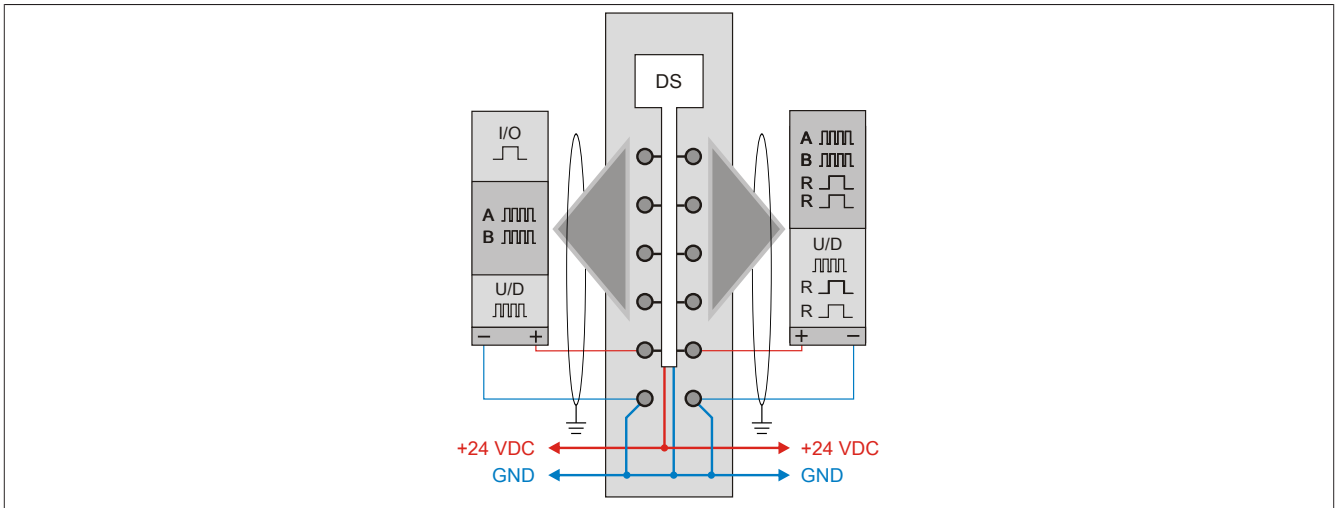 DS
I/O
A
B
U/D
− +
A
B
R
R
U/D
R
R
+ −
+24 VDC
GND
+24 VDC
GND